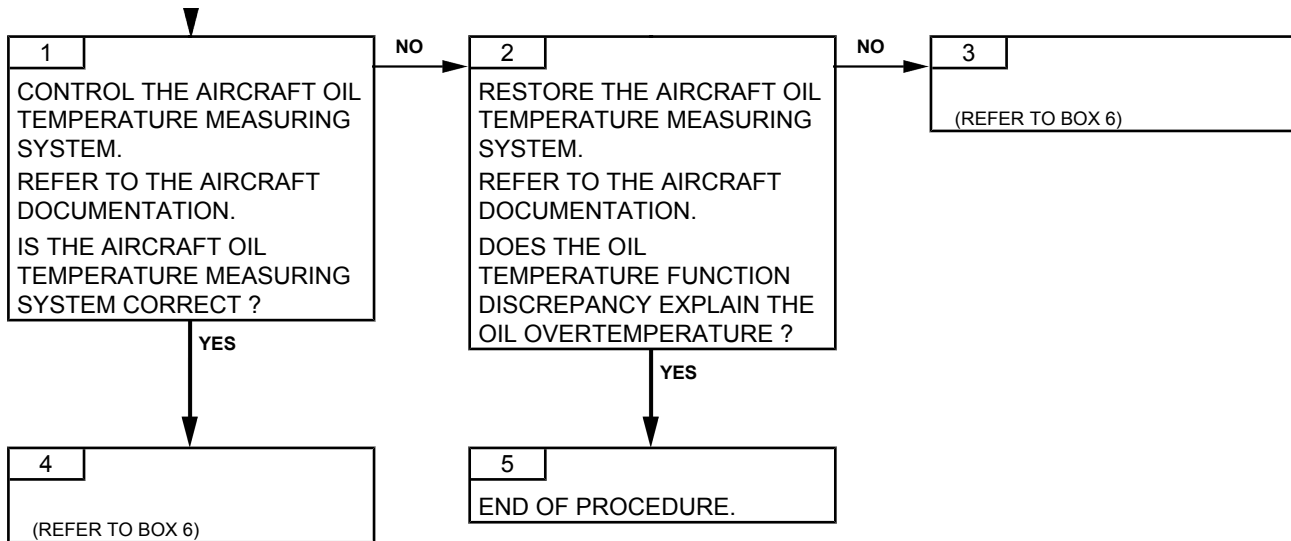 1
CONTROL THE AIRCRAFT OIL
TEMPERATURE MEASURING
SYSTEM.
REFER TO THE AIRCRAFT
DOCUMENTATION.
IS THE AIRCRAFT OIL
TEMPERATURE MEASURING
SYSTEM CORRECT ?
NO
2
RESTORE THE AIRCRAFT OIL
TEMPERATURE MEASURING
SYSTEM.
REFER TO THE AIRCRAFT
DOCUMENTATION.
DOES THE OIL
TEMPERATURE FUNCTION
DISCREPANCY EXPLAIN THE
OIL OVERTEMPERATURE ?
NO
3
(REFER TO BOX 6)
YES
YES
4
(REFER TO BOX 6)
5
END OF PROCEDURE.